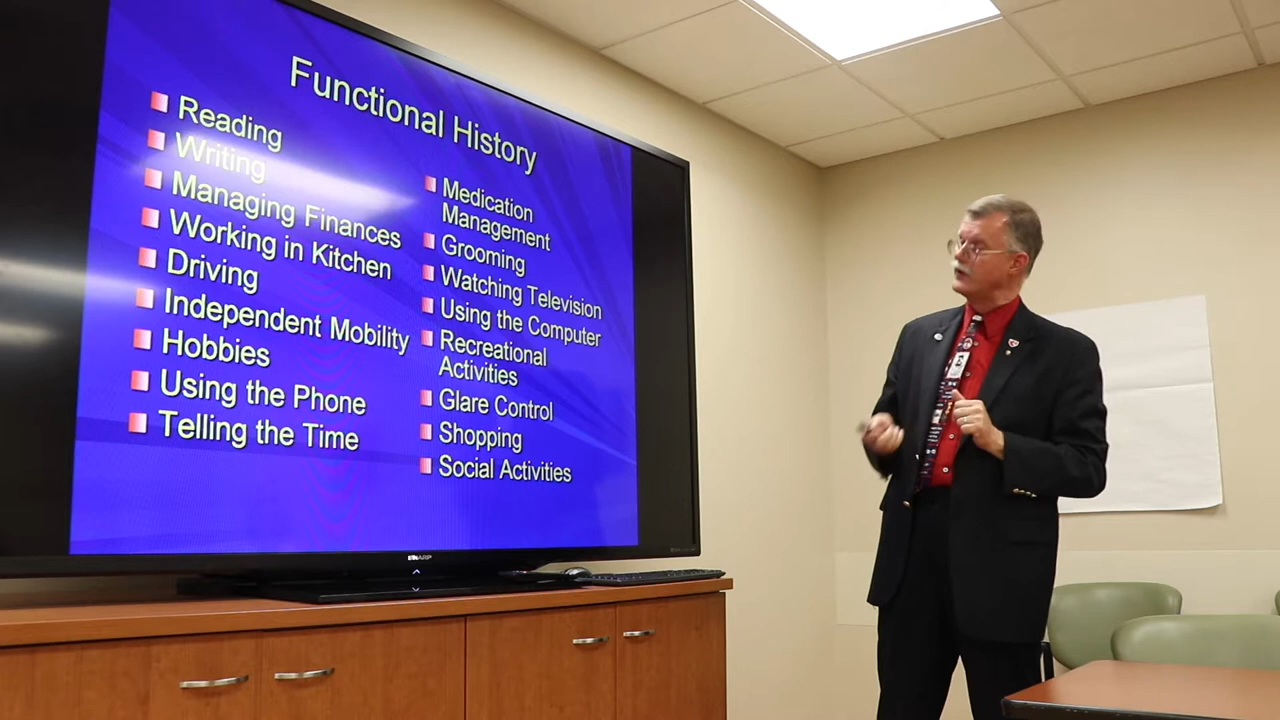 Functional History
Reading
Writing
Managing Finances
Working in Kitchen
Driving
Independent Mobility
Hobbies
Using the Phone
Telling the Time
Medication
Management
Grooming
Watching Television
Using the Computer
Recreational
Activities
Glare Control
Shopping
Social Activities
SHARP